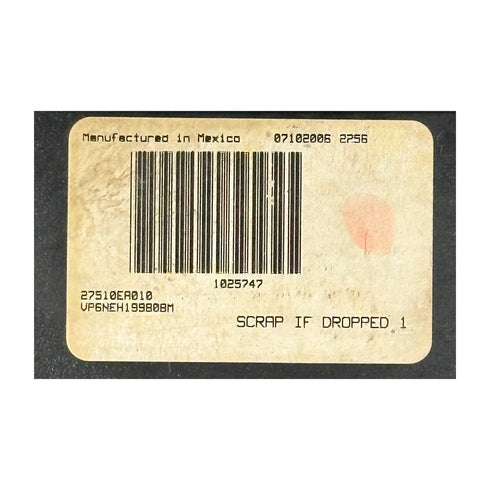 Manufactured in Mexico 07102006 2256
1025747
27510EA010
VP6NEH19980BM
SCRAP IF DROPPED 1